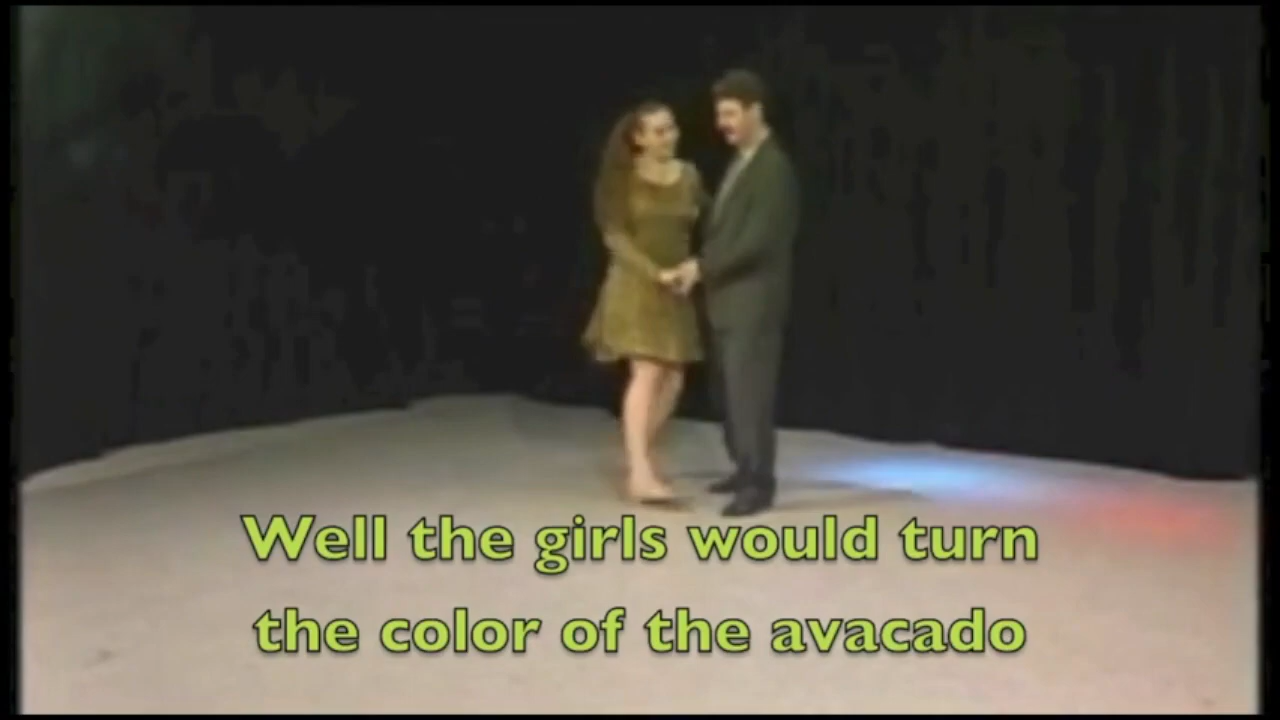 Well the girls would turn
the color of the avacado